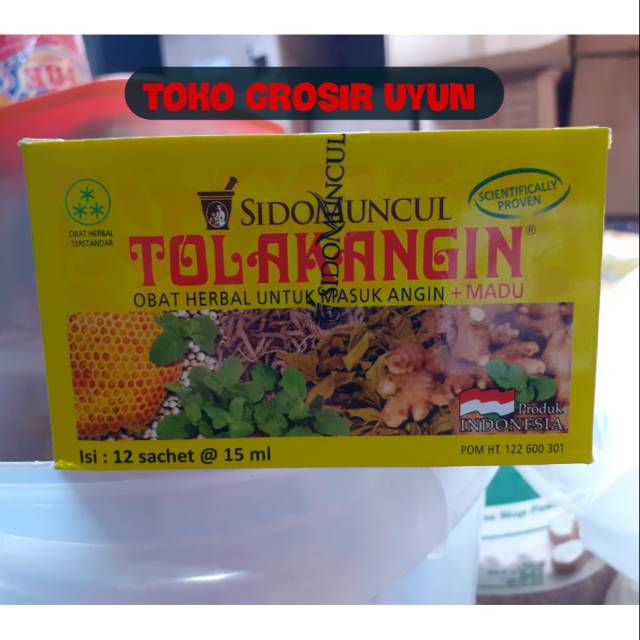 TOKO GROSIR UYUN
OBAT HERBAL
TERSTANDAR
SIDOMUNCUL
SCIENTIFICALLY
PROVEN
TOLAKANGIN®
OBAT HERBAL UNTUK MASUK ANGIN + MADU
SIDOMUNCUL
Produk
INDONESIA
Isi : 12 sachet @ 15 ml
POM HT. 122 600 301